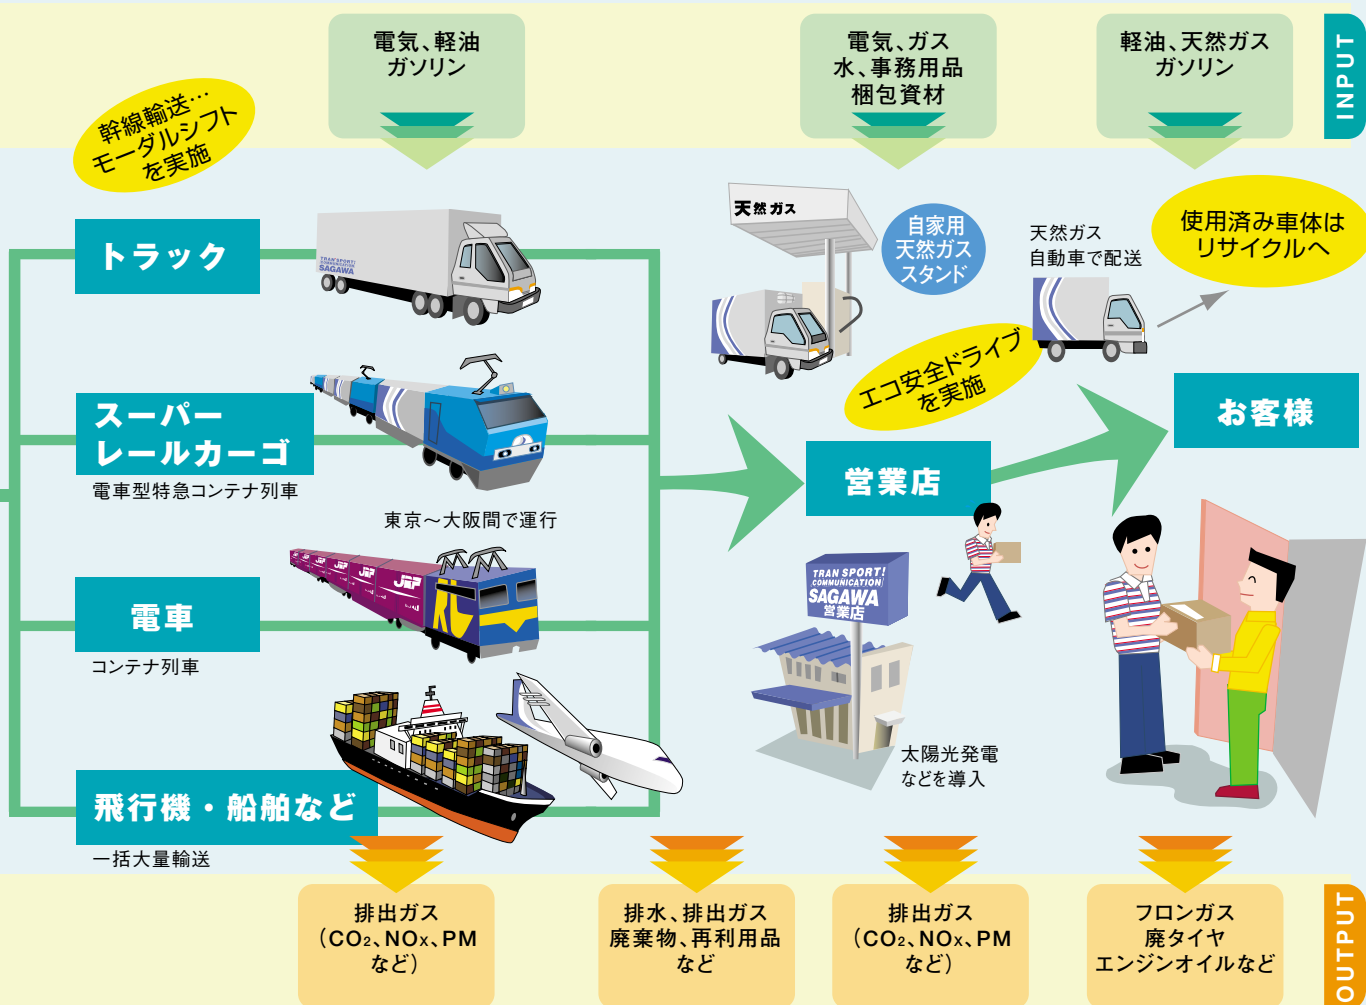 電気、軽油
ガソリン
電気、ガス
水、事務用品
梱包資材
軽油、天然ガス
ガソリン
INPUT
幹線輸送…
モーダルシフト
を実施
トラック
TRANSPORT!
COMMUNICATION
SAGAWA
天然ガス
自家用
天然ガス
スタンド
天然ガス
自動車で配送
使用済み車体は
リサイクルへ
エコ安全ドライブ
を実施
スーパー
レールカーゴ
電車型特急コンテナ列車
東京～大阪間で運行
営業店
お客様
電車
コンテナ列車
TRAN SPORT!
COMMUNICATION
SAGAWA
営業店
太陽光発電
などを導入
飛行機・船舶など
一括大量輸送
排出ガス
（CO₂、NOx、PM
など）
排水、排出ガス
廃棄物、再利用品
など
排出ガス
（CO₂、NOx、PM
など）
フロンガス
廃タイヤ
エンジンオイルなど
OUTPUT